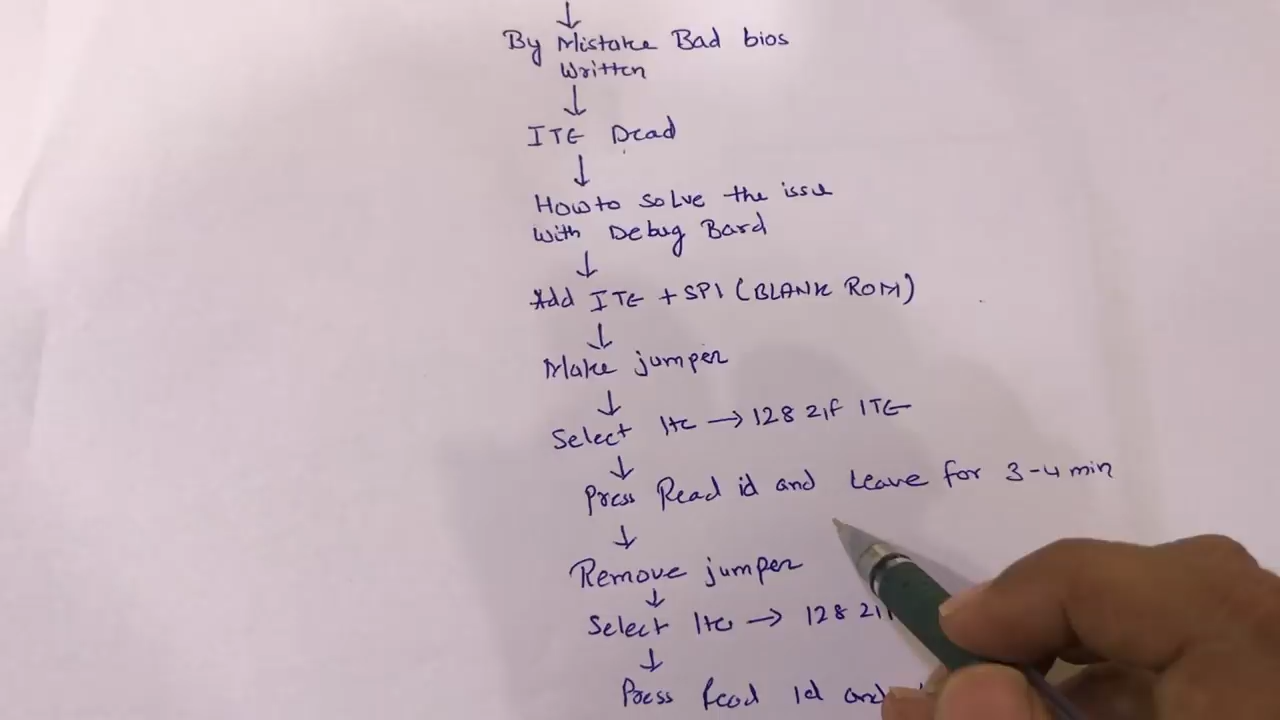 ↓
By Mistake Bad bios
Written
↓
ITE Dead
↓
How to solve the issue
with Debug Bard
↓
Add ITE + SPI (BLANK ROM)
↓
Make jumper
↓
Select Ite → 128 zif ITE
↓
Press Read id and Leave for 3-4 min
↓
Remove jumper
↓
Select Ite → 128
↓
Press Read Id and